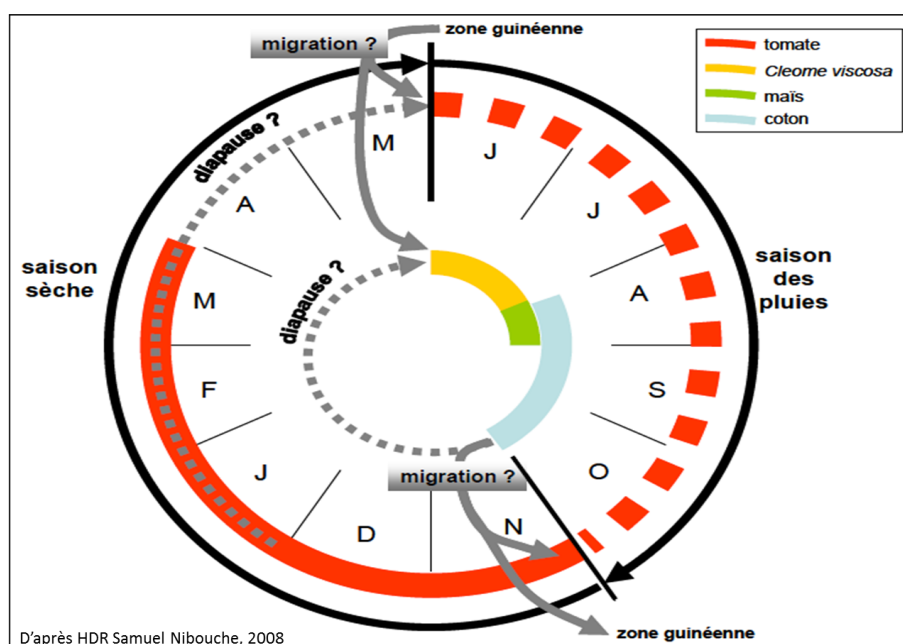 zone guinéenne
migration ?
tomate
Cleome viscosa
maïs
coton
diapause ?
M
J
A
J
saison
sèche
saison
des
pluies
diapause ?
M
A
F
S
J
O
migration ?
D
N
zone guinéenne
D'après HDR Samuel Nibouche, 2008